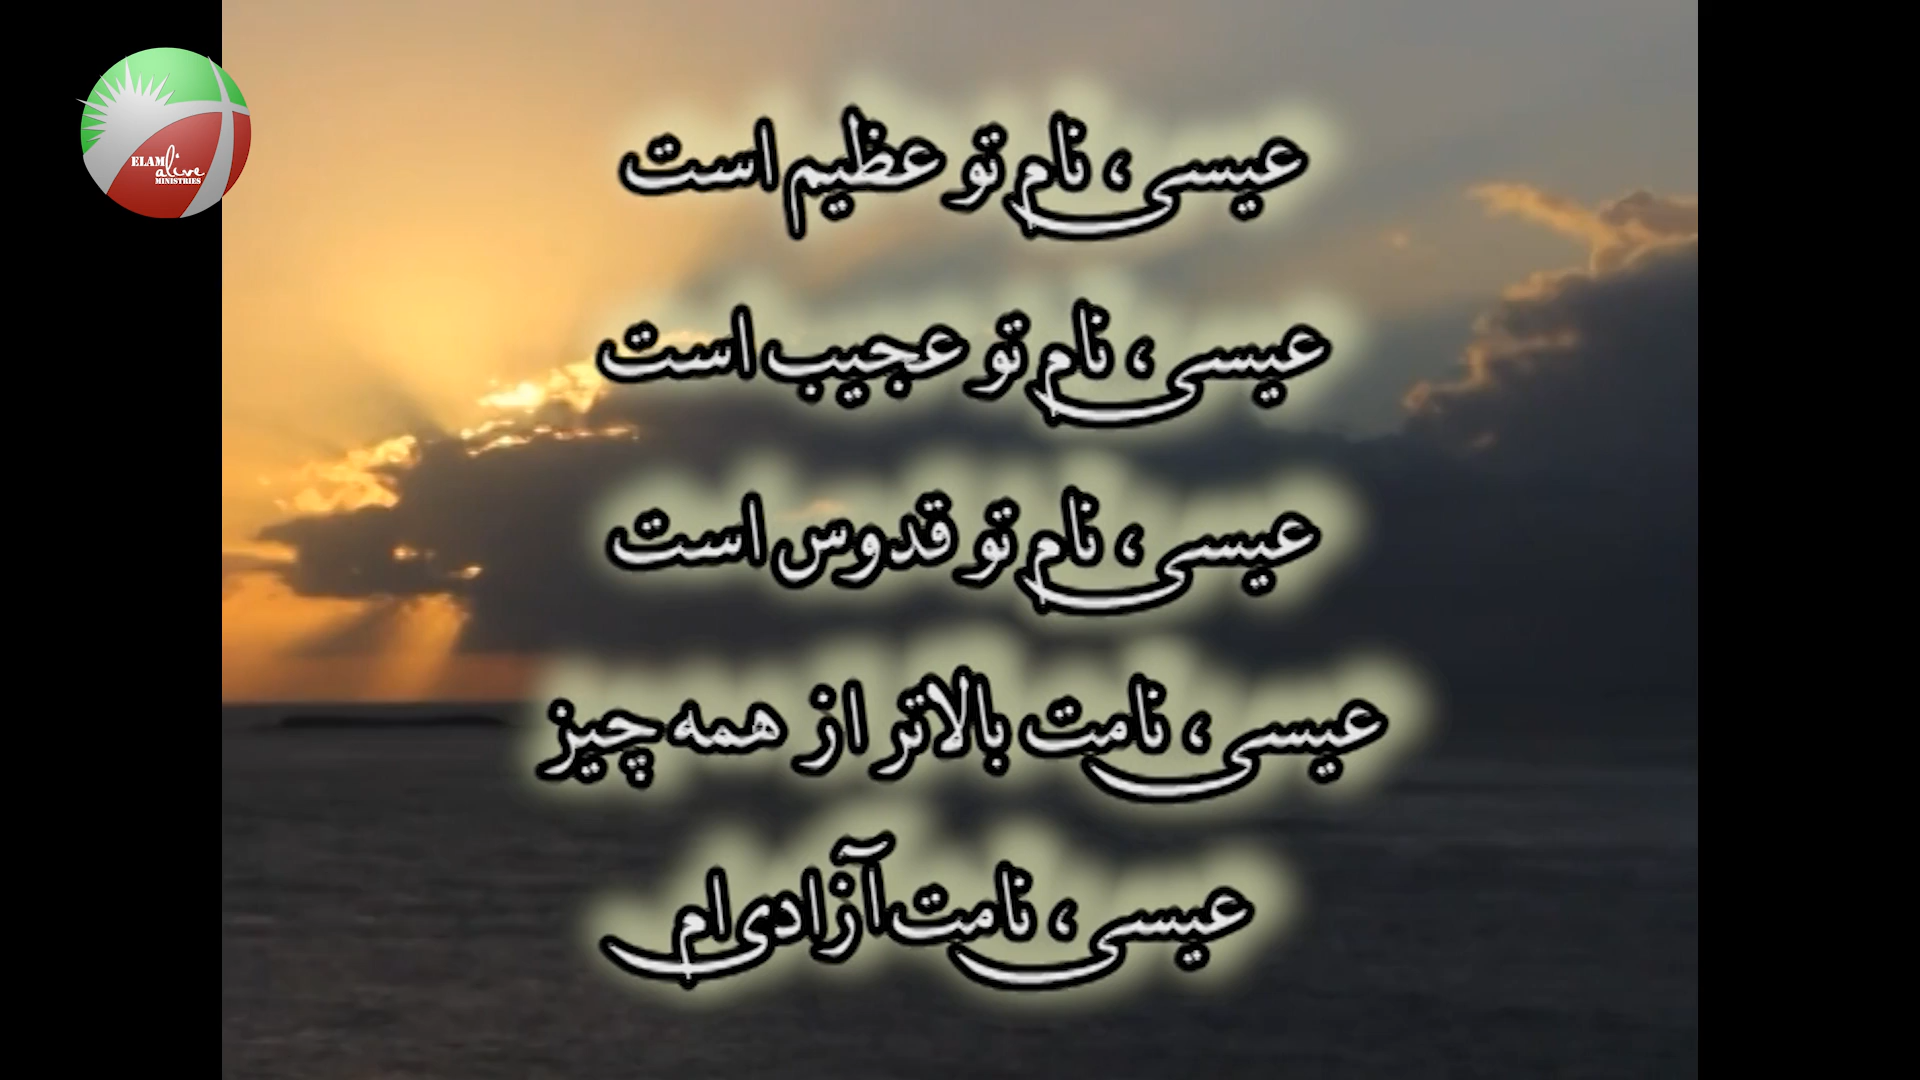 ELAM
alive
MINISTRIES
عیسی، نام تو عظیم است
عیسی، نام تو عجیب است
عیسی، نام تو قدوس است
عیسی، نامت بالاتر از همه چیز
عیسی، نامت آزادی‌ام